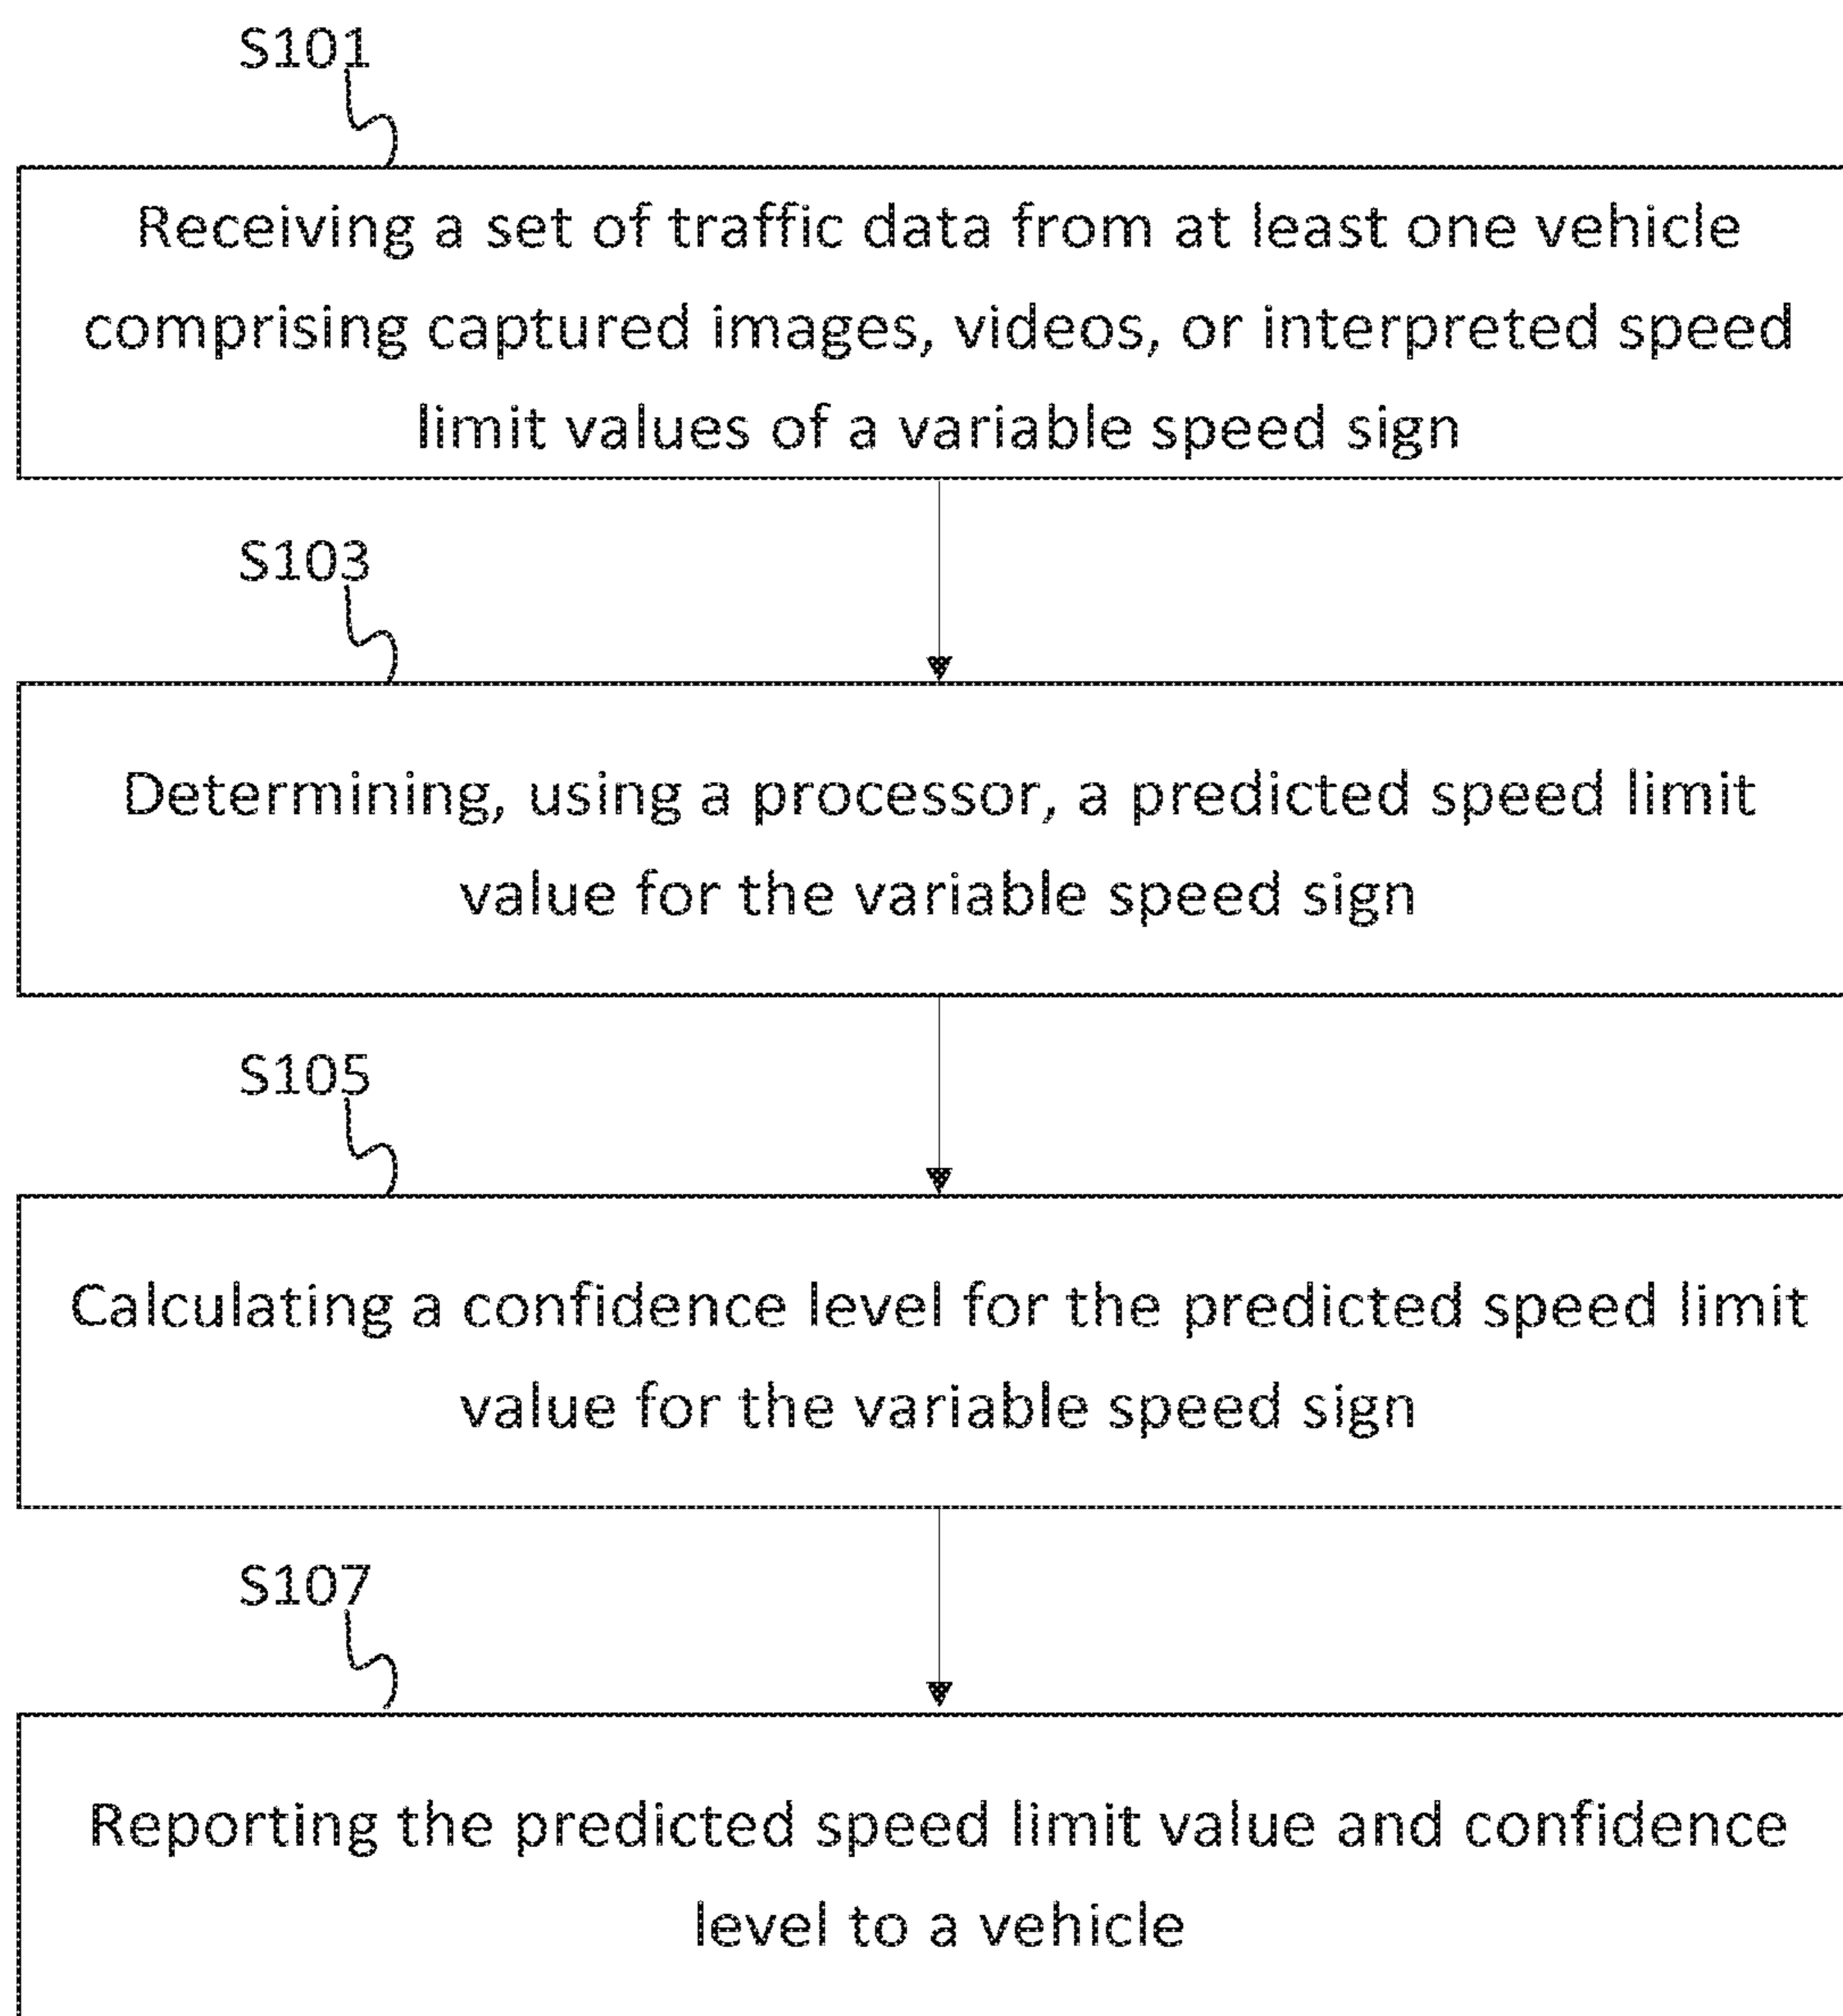 S101
Receiving a set of traffic data from at least one vehicle
comprising captured images, videos, or interpreted speed
limit values of a variable speed sign
S103
Determining, using a processor, a predicted speed limit
value for the variable speed sign
S105
Calculating a confidence level for the predicted speed limit
value for the variable speed sign
S107
Reporting the predicted speed limit value and confidence
level to a vehicle